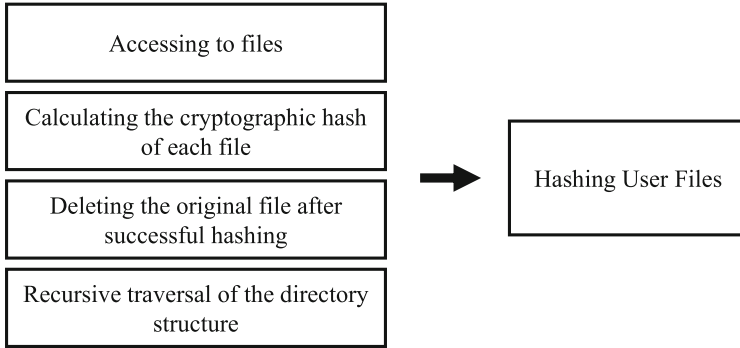 Accessing to files
Calculating the cryptographic hash
of each file
Deleting the original file after
successful hashing
Recursive traversal of the directory
structure
Hashing User Files